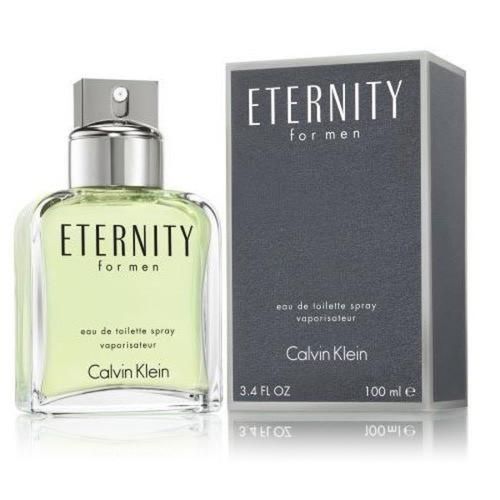 ETERNITY
for men
eau de toilette spray
vaporisateur
Calvin Klein
ETERNITY
for men
eau de toilette spray
vaporisateur
Calvin Klein
3.4 FL OZ 100 ml ℮